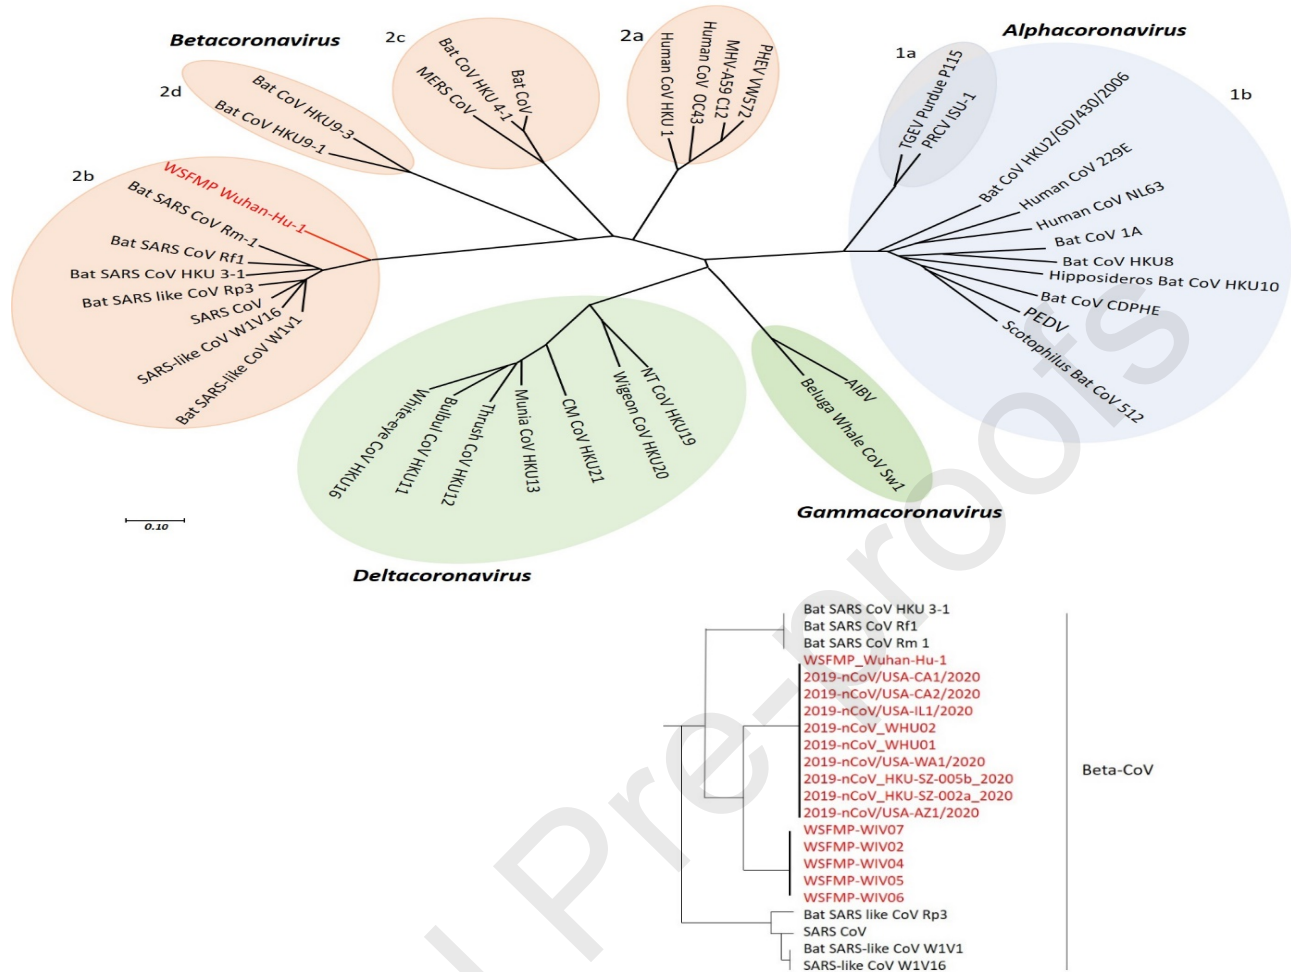 Betacoronavirus
2c
2a
Alphacoronavirus
1a
1b
2d
2b
Bat CoV HKU9-3
Bat CoV HKU9-1
MERS CoV
Bat CoV HKU 4-1
Bat CoV
Human CoV HKU 1
Human CoV OC43
MHV-A59 C12
PHEV VW572
TGEV Purdue P115
PRCV ISU-1
Bat CoV HKU2/GD/430/2006
Human CoV 229E
Human CoV NL63
Bat CoV 1A
Bat CoV HKU8
Hipposideros Bat CoV HKU10
Bat CoV CDPHE
PEDV
Scotophilus Bat CoV 512
WSFMP Wuhan-Hu-1
Bat SARS CoV Rm-1
Bat SARS CoV Rf1
Bat SARS CoV HKU 3-1
Bat SARS like CoV Rp3
SARS CoV
SARS-like CoV W1V16
Bat SARS-like CoV W1v1
White-eye CoV HKU16
Bulbul CoV HKU11
Thrush CoV HKU12
Munia CoV HKU13
CM CoV HKU21
Wigeon CoV HKU20
NT CoV HKU19
AIBV
Beluga Whale CoV Sw1
0.10
Gammacoronavirus
Deltacoronavirus
Bat SARS CoV HKU 3-1
Bat SARS CoV Rf1
Bat SARS CoV Rm 1
WSFMP_Wuhan-Hu-1
2019-nCoV/USA-CA1/2020
2019-nCoV/USA-CA2/2020
2019-nCoV/USA-IL1/2020
2019-nCoV_WHU02
2019-nCoV_WHU01
2019-nCoV/USA-WA1/2020
2019-nCoV_HKU-SZ-005b_2020
2019-nCoV_HKU-SZ-002a_2020
2019-nCoV/USA-AZ1/2020
WSFMP-WIV07
WSFMP-WIV02
WSFMP-WIV04
WSFMP-WIV05
WSFMP-WIV06
Bat SARS like CoV Rp3
SARS CoV
Bat SARS-like CoV W1V1
SARS-like CoV W1V16
Beta-CoV
Pre-proofs